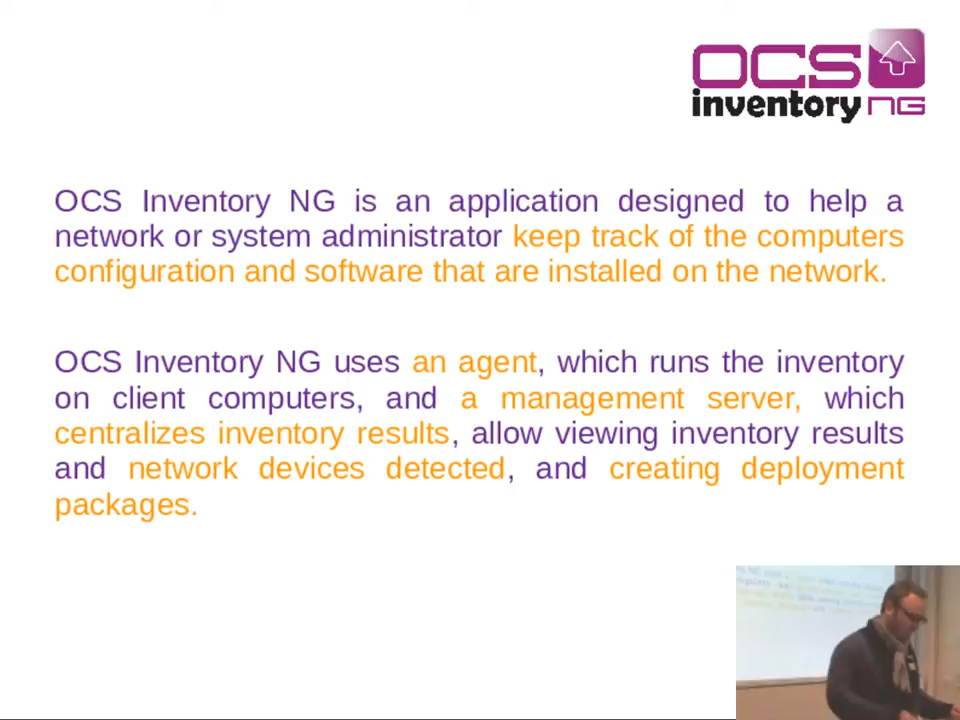 OCS
inventory NG
OCS Inventory NG is an application designed to help a
network or system administrator keep track of the computers
configuration and software that are installed on the network.
OCS Inventory NG uses an agent, which runs the inventory
on client computers, and a management server, which
centralizes inventory results, allow viewing inventory results
and network devices detected, and creating deployment
packages.